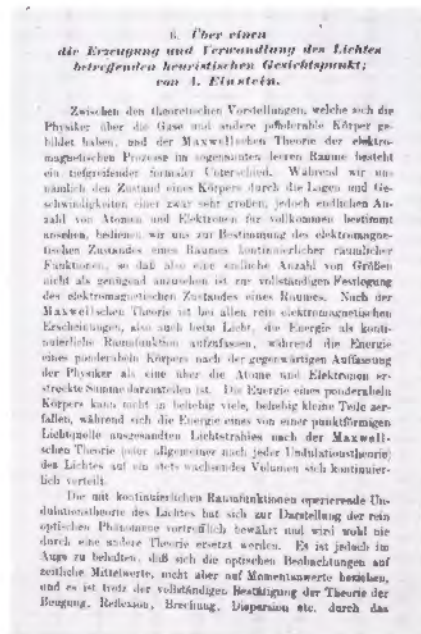 6. Über einen
die Erzeugung und Verwandlung des Lichtes
betreffenden heuristischen Gesichtspunkt;
von A. Einstein.
Zwischen den theoretischen Vorstellungen, welche sich die
Physiker über die Gase und andere ponderable Körper ge-
bildet haben, und der Maxwellschen Theorie der elektro-
magnetischen Prozesse im sogenannten leeren Raume besteht
ein tiefgreifender formaler Unterschied. Während wir uns
nämlich den Zustand eines Körpers durch die Lagen und Ge-
schwindigkeiten einer zwar sehr großen, jedoch endlichen An-
zahl von Atomen und Elektronen für vollkommen bestimmt
ansehen, bedienen wir uns zur Bestimmung des elektromagne-
tischen Zustandes eines Raumes kontinuierlicher räumlicher
Funktionen, so daß also eine endliche Anzahl von Größen
nicht als genügend anzusehen ist zur vollständigen Festlegung
des elektromagnetischen Zustandes eines Raumes. Nach der
Maxwellschen Theorie ist bei allen rein elektromagnetischen
Erscheinungen, also auch beim Licht, die Energie als konti-
nuierliche Raumfunktion aufzufassen, während die Energie
eines ponderabeln Körpers nach der gegenwärtigen Auffassung
der Physiker als eine über die Atome und Elektronen er-
streckte Summe darzustellen ist. Die Energie eines ponderabeln
Körpers kann nicht in beliebig viele, beliebig kleine Teile zer-
fallen, während sich die Energie eines von einer punktförmigen
Lichtquelle ausgesandten Lichtstrahles nach der Maxwell-
schen Theorie (oder allgemeiner nach jeder Undulationstheorie)
des Lichtes auf ein stets wachsendes Volumen sich kontinuier-
lich verteilt.
Die mit kontinuierlichen Raumfunktionen operierende Un-
dulationstheorie des Lichtes hat sich zur Darstellung der rein
optischen Phänomene vortrefflich bewährt und wird wohl nie
durch eine andere Theorie ersetzt werden. Es ist jedoch im
Auge zu behalten, daß sich die optischen Beobachtungen auf
zeitliche Mittelwerte, nicht aber auf Momentanwerte beziehen,
und es ist trotz der vollständigen Bestätigung der Theorie der
Beugung, Reflexion, Brechung, Dispersion etc. durch das